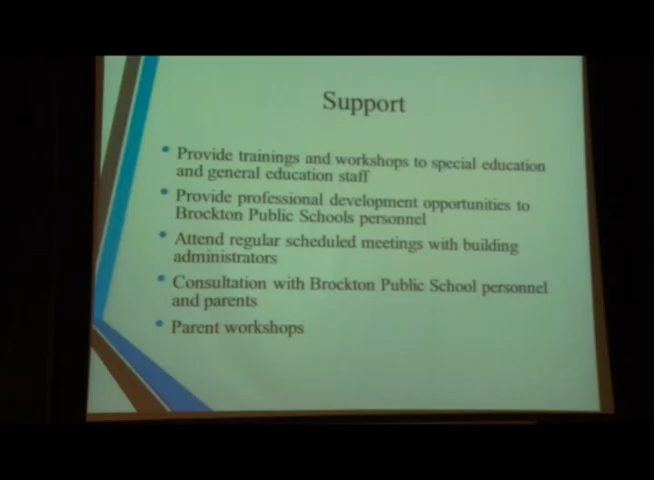 Support
• Provide trainings and workshops to special education
and general education staff
• Provide professional development opportunities to
Brockton Public Schools personnel
• Attend regular scheduled meetings with building
administrators
• Consultation with Brockton Public School personnel
and parents
• Parent workshops